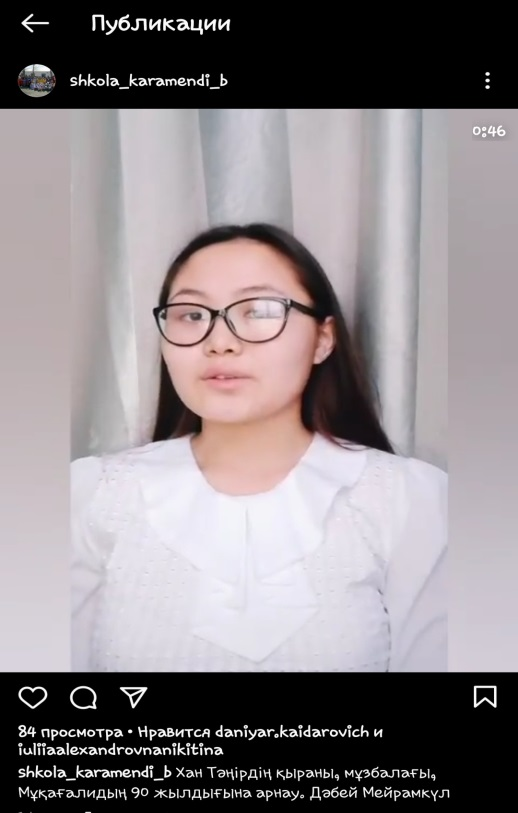 Публикации
shkola_karamendi_b
0:46
84 просмотра • Нравится daniyar.kaidarovich и
iuliiaalexandrovnanikitina
shkola_karamendi_b Хан Тәңірдің қыраны, мұзбалағы,
Мұқағалидың 90 жылдығына арнау. Дәбей Мейрамкүл